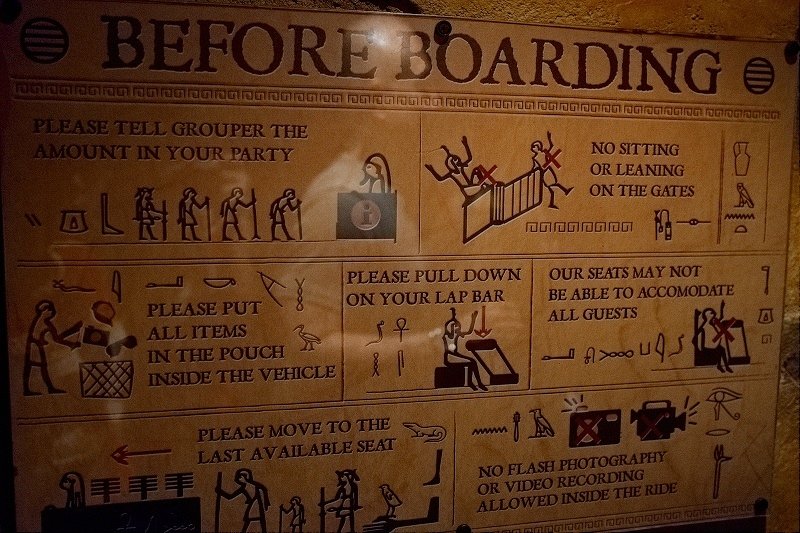 BEFORE BOARDING
PLEASE TELL GROUPER THE
AMOUNT IN YOUR PARTY
NO SITTING
OR LEANING
ON THE GATES
PLEASE PUT
ALL ITEMS
IN THE POUCH
INSIDE THE VEHICLE
PLEASE PULL DOWN
ON YOUR LAP BAR
OUR SEATS MAY NOT
BE ABLE TO ACCOMODATE
ALL GUESTS
PLEASE MOVE TO THE
LAST AVAILABLE SEAT
NO FLASH PHOTOGRAPHY
OR VIDEO RECORDING
ALLOWED INSIDE THE RIDE